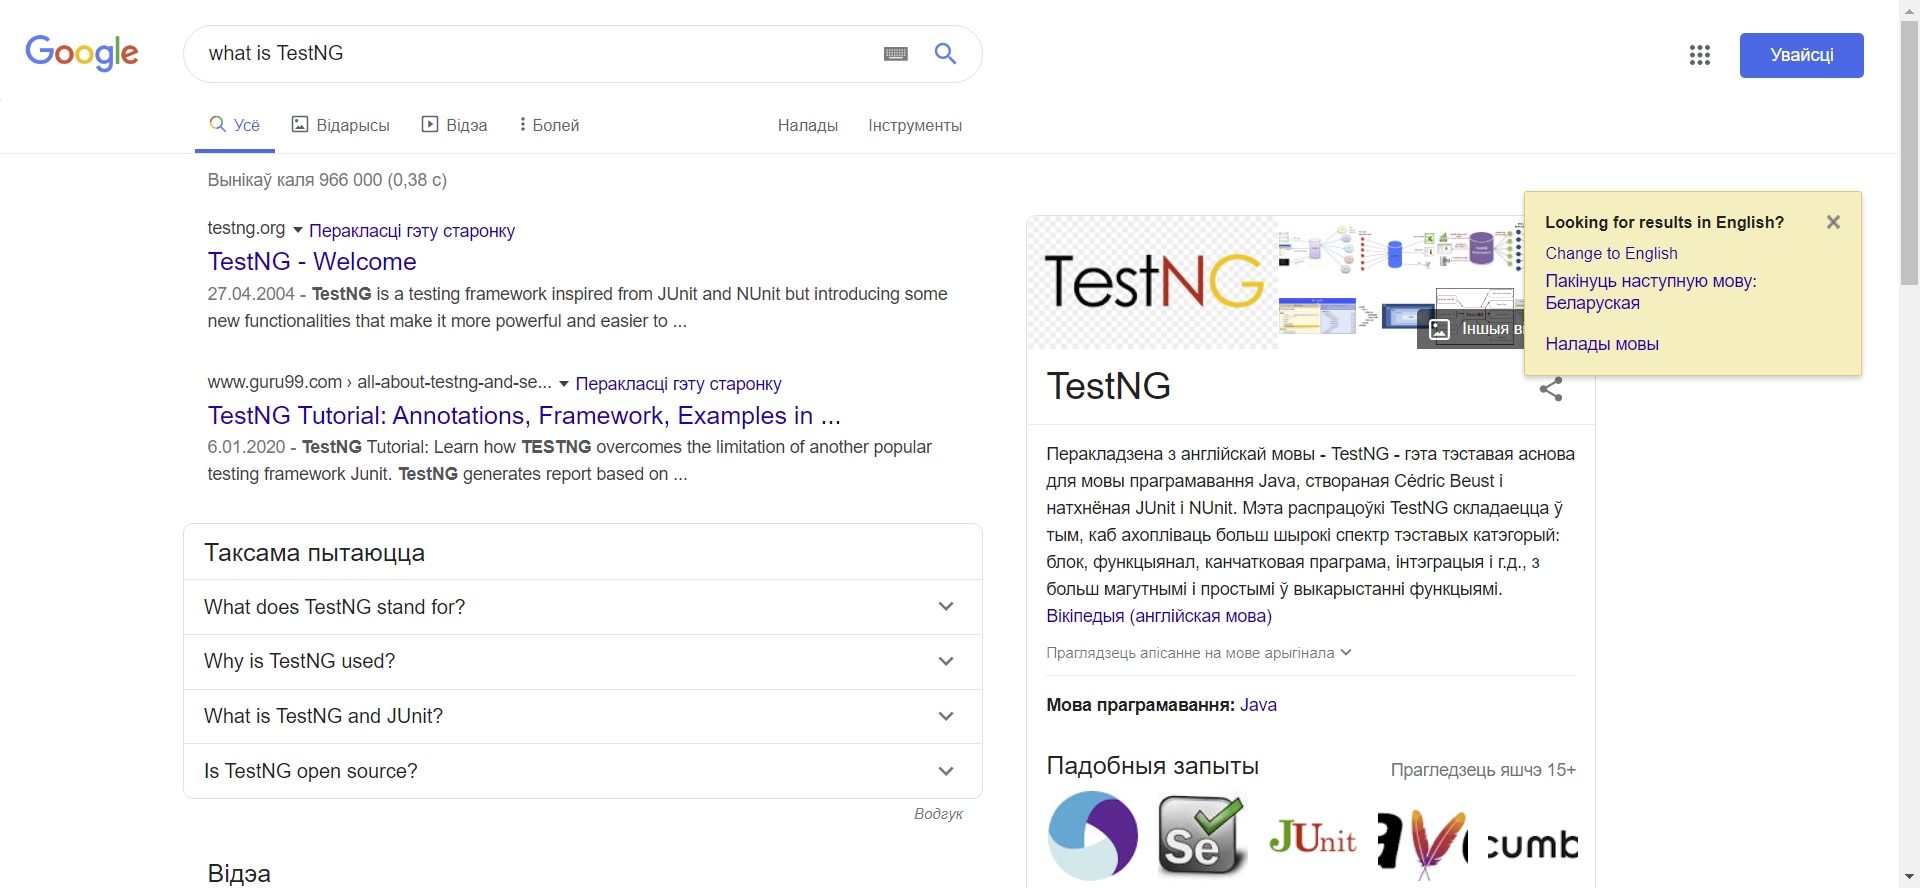 Google
what is TestNG
Увайсці
Усё
Відарысы
Відэа
Болей
Налады
Інструменты
Вынікаў каля 966 000 (0,38 с)
testng.org Перакласці гэту старонку
TestNG - Welcome
27.04.2004 - TestNG is a testing framework inspired from JUnit and NUnit but introducing some
new functionalities that make it more powerful and easier to ...
www.guru99.com › all-about-testng-and-se... Перакласці гэту старонку
TestNG Tutorial: Annotations, Framework, Examples in ...
6.01.2020 - TestNG Tutorial: Learn how TESTNG overcomes the limitation of another popular
testing framework Junit. TestNG generates report based on ...
Таксама пытаюцца
What does TestNG stand for?
Why is TestNG used?
What is TestNG and JUnit?
Is TestNG open source?
Водгук
Відэа
TestNG
Іншыя ві
Looking for results in English?
Change to English
Пакінуць наступную мову:
Беларуская
Налады мовы
TestNG
Перакладзена з англійскай мовы - TestNG - гэта тэставая аснова
для мовы праграмавання Java, створаная Cédric Beust і
натхнёная JUnit і NUnit. Мэта распрацоўкі TestNG складаецца ў
тым, каб ахопліваць больш шырокі спектр тэставых катэгорый:
блок, функцыянал, канчатковая праграма, інтэграцыя і г.д., з
больш магутнымі і простымі ў выкарыстанні функцыямі.
Вікіпедыя (англійская мова)
Праглядзець апісанне на мове арыгінала
Мова праграмавання: Java
Падобныя запыты
Прагледзець яшчэ 15+
Se
JUnit
cumb